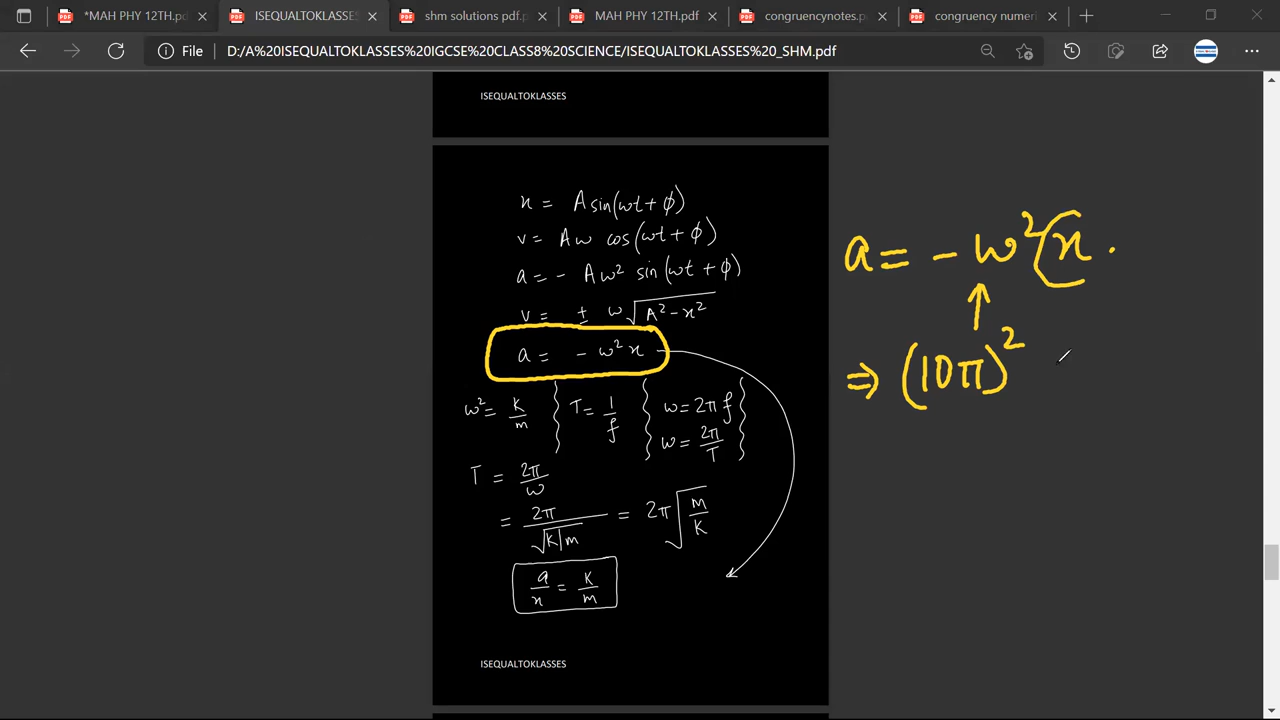 *MAH PHY 12TH.pd
ISEQUALTOKLASSES
shm solutions pdf.p
MAH PHY 12TH.pdf
congruencynotes.p
congruency numeri
File D:/A%20ISEQUALTOKLASSES%20IGCSE%20CLASS8%20SCIENCE/ISEQUALTOKLASSES%20_SHM.pdf
ISEQUALTOKLASSES
x = A sin(ωt + φ)
v = Aω cos(ωt + φ)
a = - Aω² sin(ωt + φ)
v = ± ω√(A² - x²)
a = - ω²x
ω² = K/m
T = 1/f
ω = 2πf
ω = 2π/T
T = 2π/ω
= 2π/√(K/m) = 2π√(m/K)
a/x = K/m
ISEQUALTOKLASSES
a = - ω²(x .
⇒ (10π)²